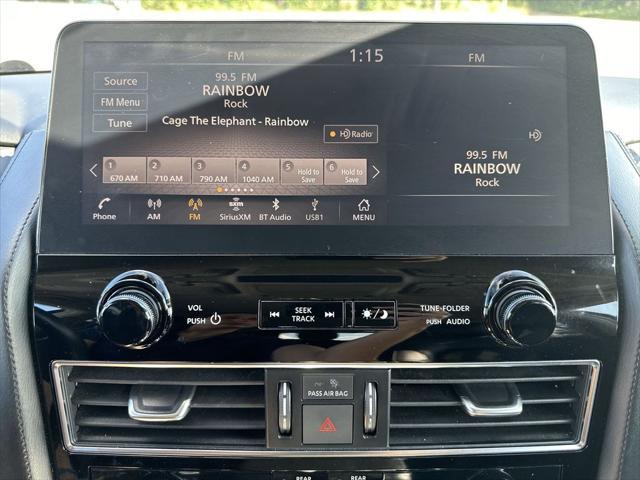 FM 1:15 FM
Source
FM Menu
Tune
99.5 FM
RAINBOW
Rock
Cage The Elephant - Rainbow
HD Radio
1 2 3 4 5 6
670 AM 710 AM 790 AM 1040 AM Hold to Save Hold to Save
Phone AM FM SiriusXM BT Audio USB1 MENU
HD
99.5 FM
RAINBOW
Rock
VOL
PUSH
SEEK
TRACK
TUNE-FOLDER
PUSH AUDIO
PASS AIR BAG
REAR REAR